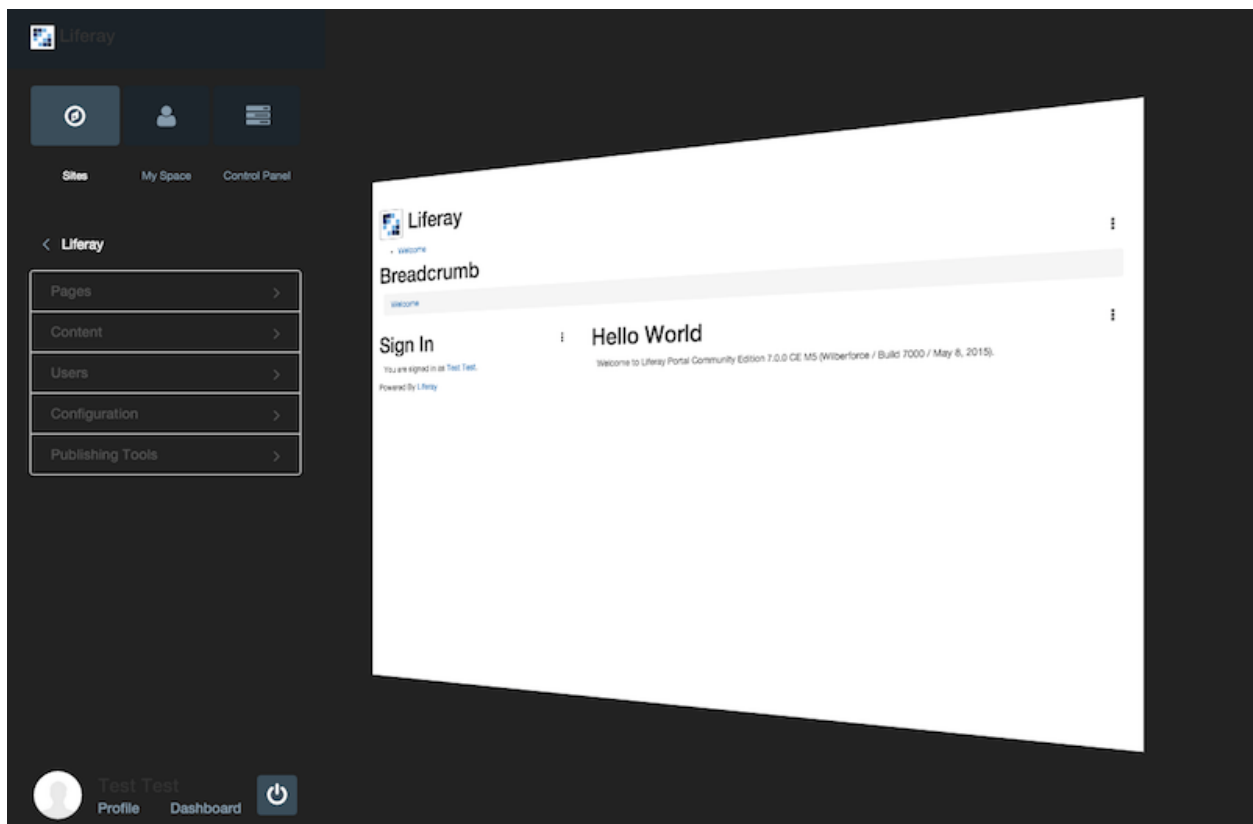 Liferay
Sites My Space Control Panel
Liferay
Pages
Content
Users
Configuration
Publishing Tools
Test Test
Profile Dashboard
Liferay
Welcome
Breadcrumb
Welcome
Sign In
You are signed in as Test Test.
Powered By Liferay
Hello World
Welcome to Liferay Portal Community Edition 7.0.0 CE M5 (Wilberforce / Build 7000 / May 8, 2015).